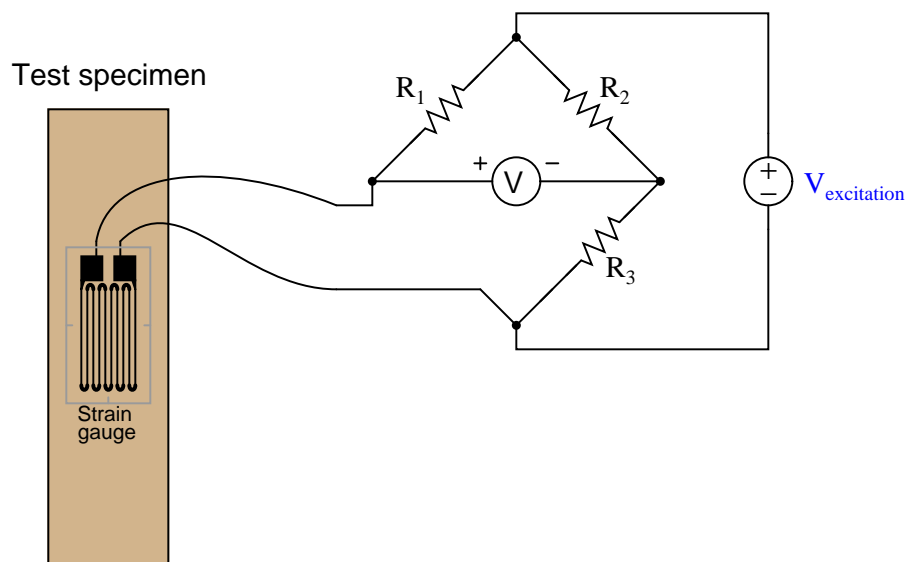 Test specimen
R1
R2
+
−
V
+
−
Vexcitation
R3
Strain
gauge